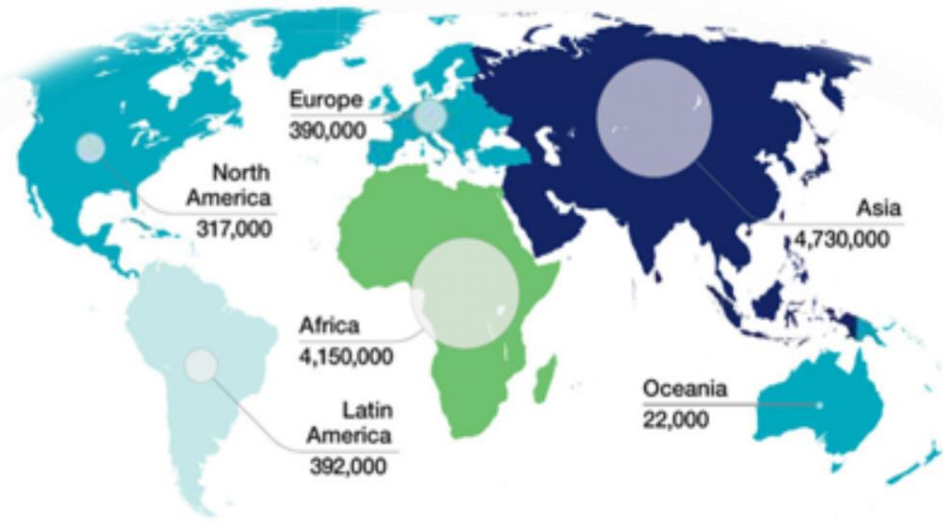 Europe
390,000
North
America
317,000
Asia
4,730,000
Africa
4,150,000
Oceania
22,000
Latin
America
392,000